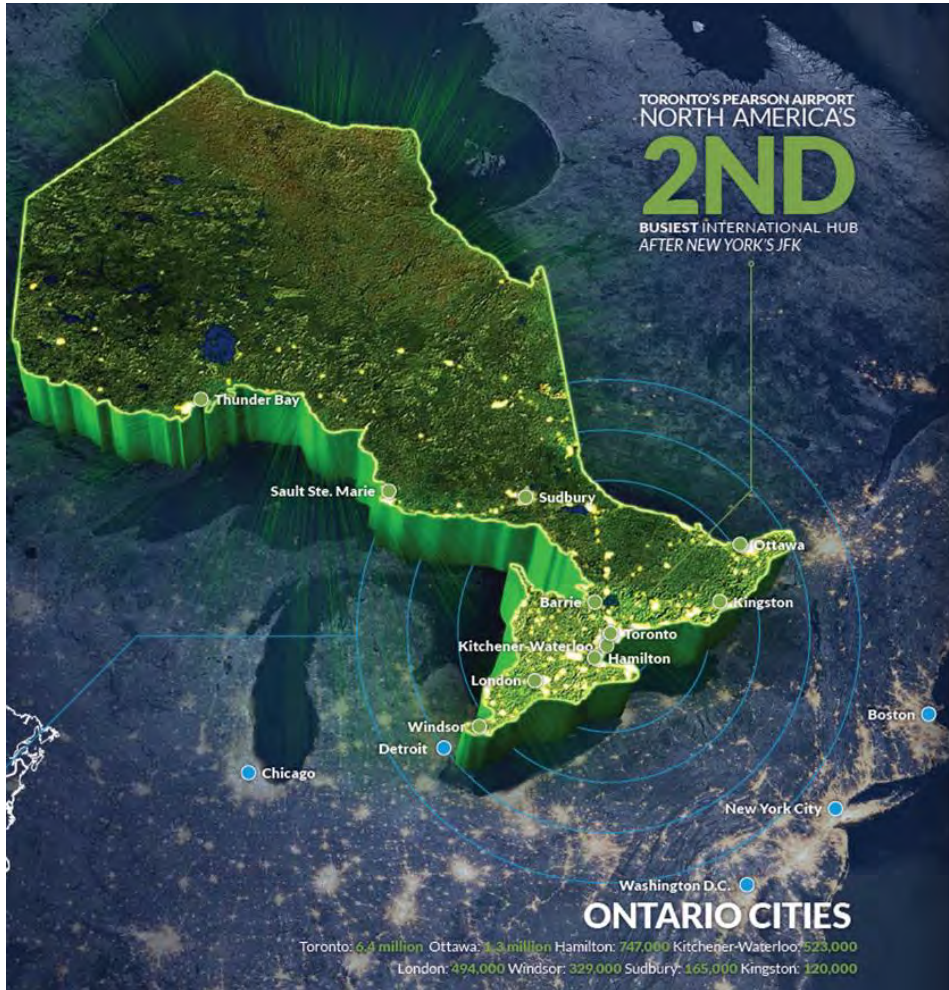 TORONTO'S PEARSON AIRPORT
NORTH AMERICA'S
2ND
BUSIEST INTERNATIONAL HUB
AFTER NEW YORK'S JFK
Thunder Bay
Sault Ste. Marie
Sudbury
Ottawa
Barrie
Kingston
Toronto
Kitchener-Waterloo
Hamilton
London
Windsor
Detroit
Boston
Chicago
New York City
Washington D.C.
ONTARIO CITIES
Toronto: 6.4 million Ottawa: 1.3 million Hamilton: 747,000 Kitchener-Waterloo: 523,000
London: 494,000 Windsor: 329,000 Sudbury: 165,000 Kingston: 120,000